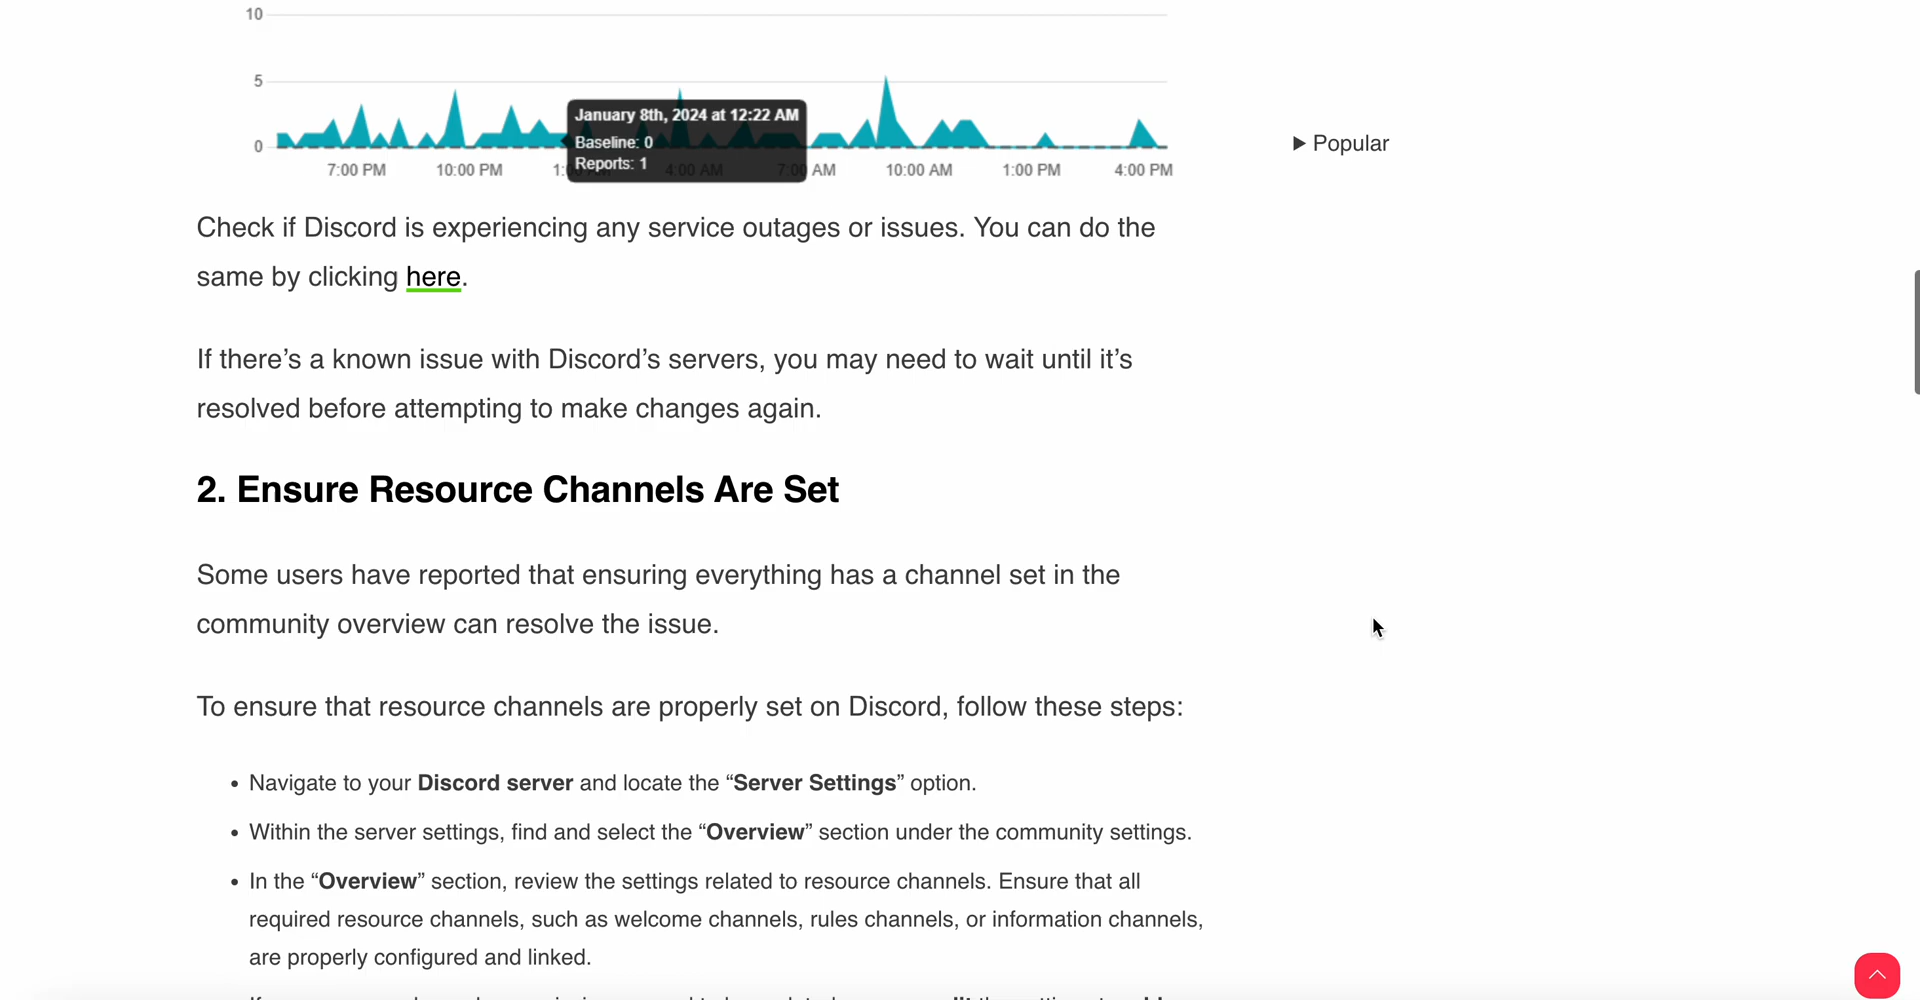 10
5
0
January 8th, 2024 at 12:22 AM
Baseline: 0
Reports: 1
7:00 PM 10:00 PM 4:00 AM 7:00 AM 10:00 AM 1:00 PM 4:00 PM
▶ Popular
Check if Discord is experiencing any service outages or issues. You can do the
same by clicking here.
If there’s a known issue with Discord’s servers, you may need to wait until it’s
resolved before attempting to make changes again.
2. Ensure Resource Channels Are Set
Some users have reported that ensuring everything has a channel set in the
community overview can resolve the issue.
To ensure that resource channels are properly set on Discord, follow these steps:
• Navigate to your Discord server and locate the “Server Settings” option.
• Within the server settings, find and select the “Overview” section under the community settings.
• In the “Overview” section, review the settings related to resource channels. Ensure that all
required resource channels, such as welcome channels, rules channels, or information channels,
are properly configured and linked.